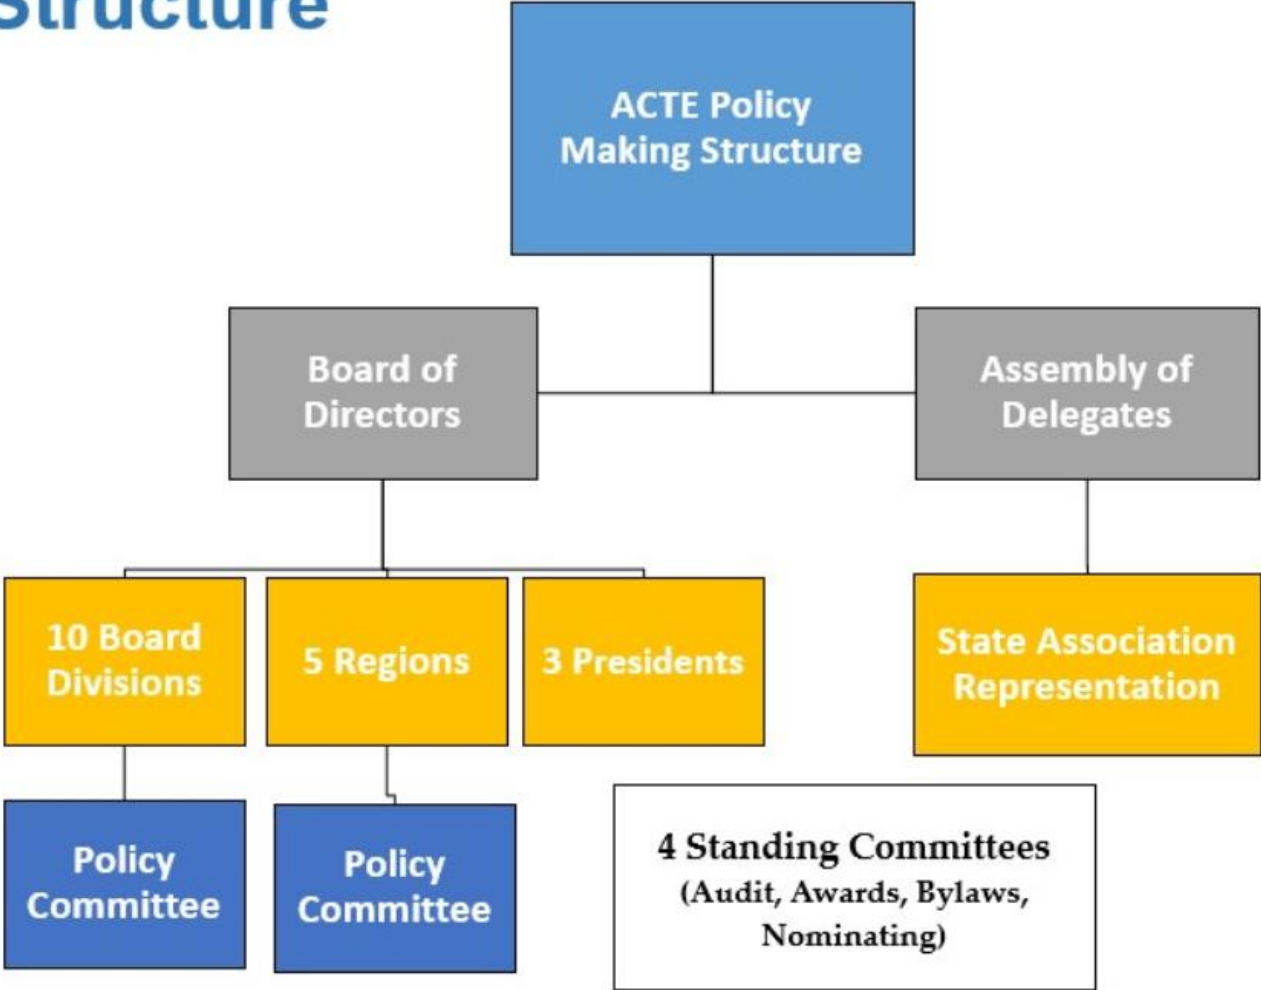 Structure
ACTE Policy
Making Structure
Board of
Directors
Assembly of
Delegates
10 Board
Divisions
5 Regions
3 Presidents
State Association
Representation
Policy
Committee
Policy
Committee
4 Standing Committees
(Audit, Awards, Bylaws,
Nominating)